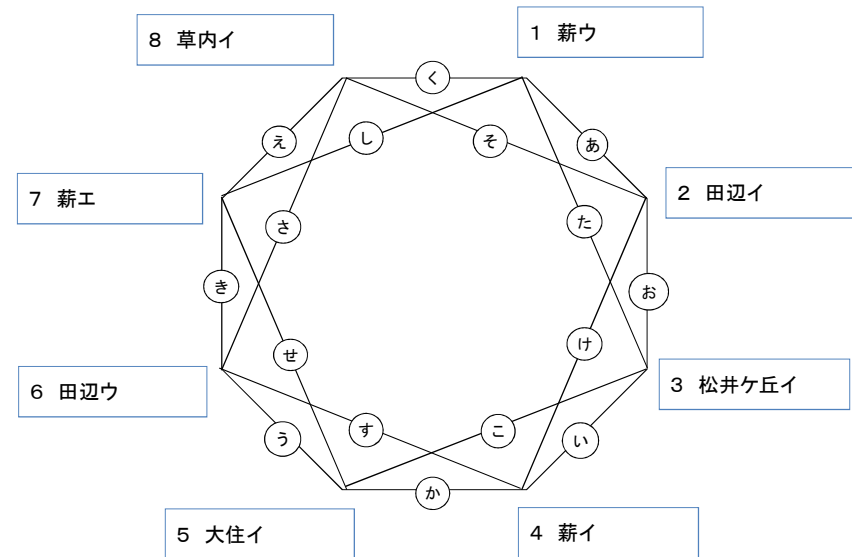 8 草内イ
1 薪ウ
く
え
し
そ
あ
7 薪エ
2 田辺イ
さ
た
き
お
せ
け
6 田辺ウ
3 松井ケ丘イ
う
す
こ
い
か
5 大住イ
4 薪イ